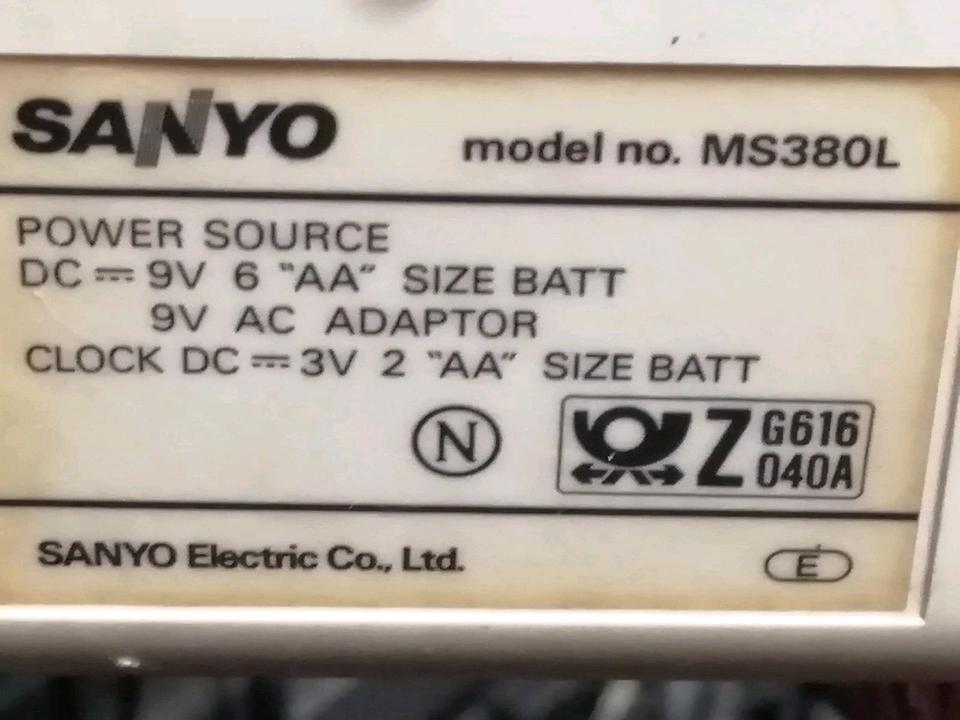 SANYO
model no. MS380L
POWER SOURCE
DC ⎓ 9V 6 "AA" SIZE BATT
9V AC ADAPTOR
CLOCK DC ⎓ 3V 2 "AA" SIZE BATT
N
Z G616
040A
SANYO Electric Co., Ltd.
E